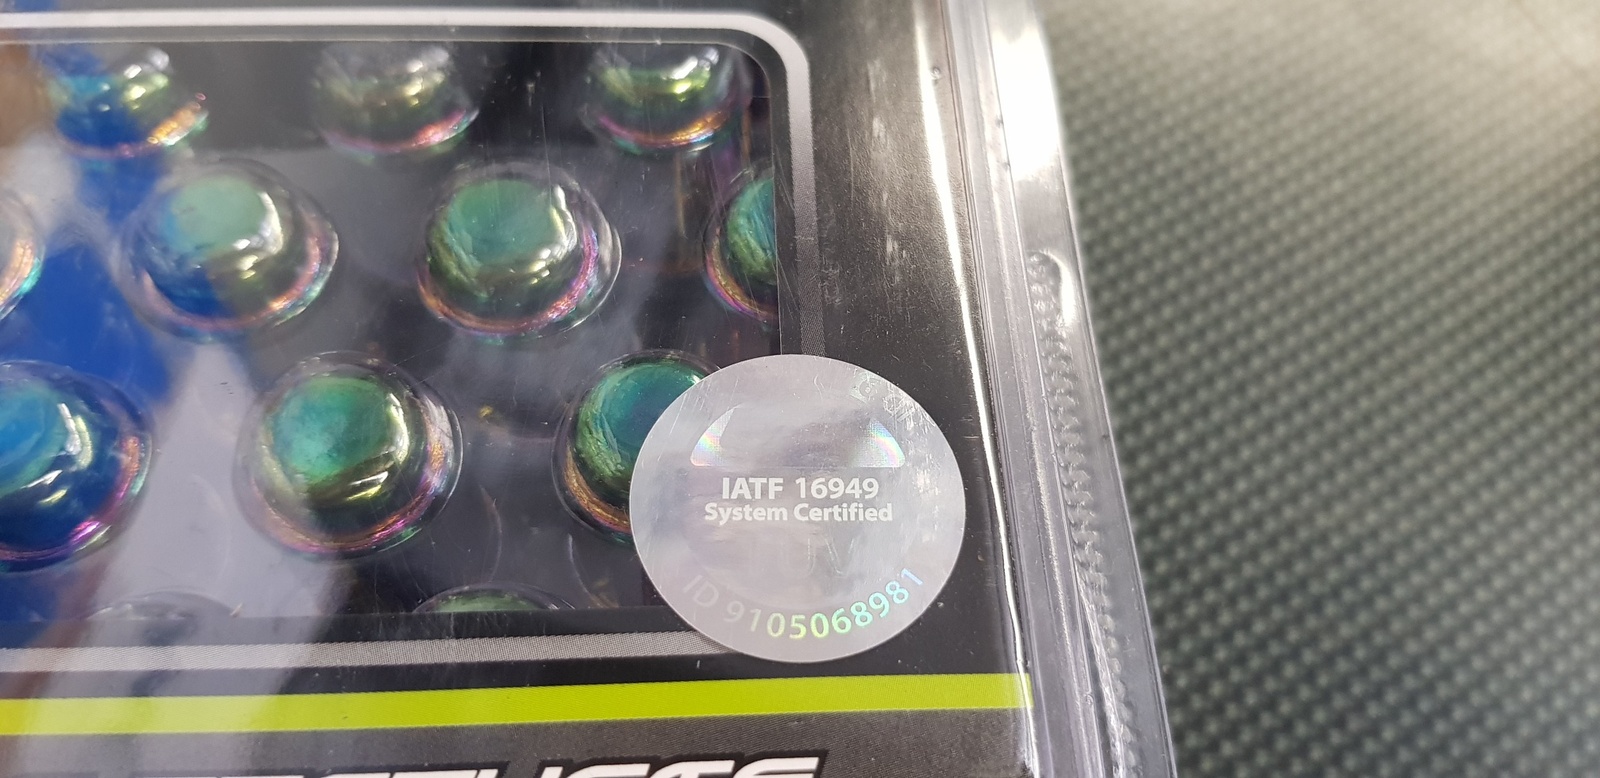 IATF 16949
System Certified
ID 9105068981